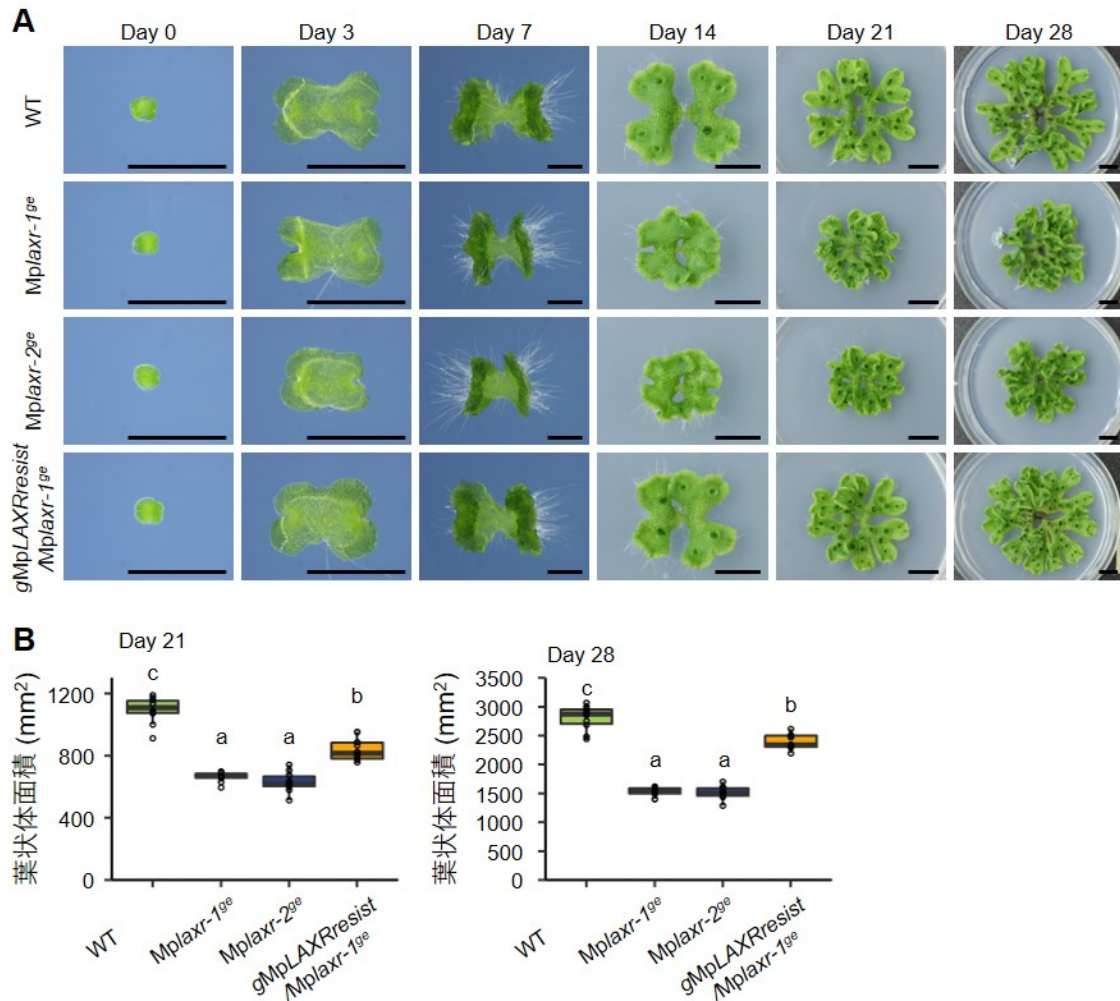 A
Day 0 Day 3 Day 7 Day 14 Day 21 Day 28
WT
Mplaxr-1ge
Mplaxr-2ge
gMpLAXRresist
/Mplaxr-1ge
B
Day 21
葉状体面積 (mm2)
1200
800
400
0
c
a
a
b
WT
Mplaxr-1ge
Mplaxr-2ge
gMpLAXRresist
/Mplaxr-1ge
Day 28
葉状体面積 (mm2)
3500
3000
2500
2000
1500
1000
500
0
c
a
a
b
WT
Mplaxr-1ge
Mplaxr-2ge
gMpLAXRresist
/Mplaxr-1ge